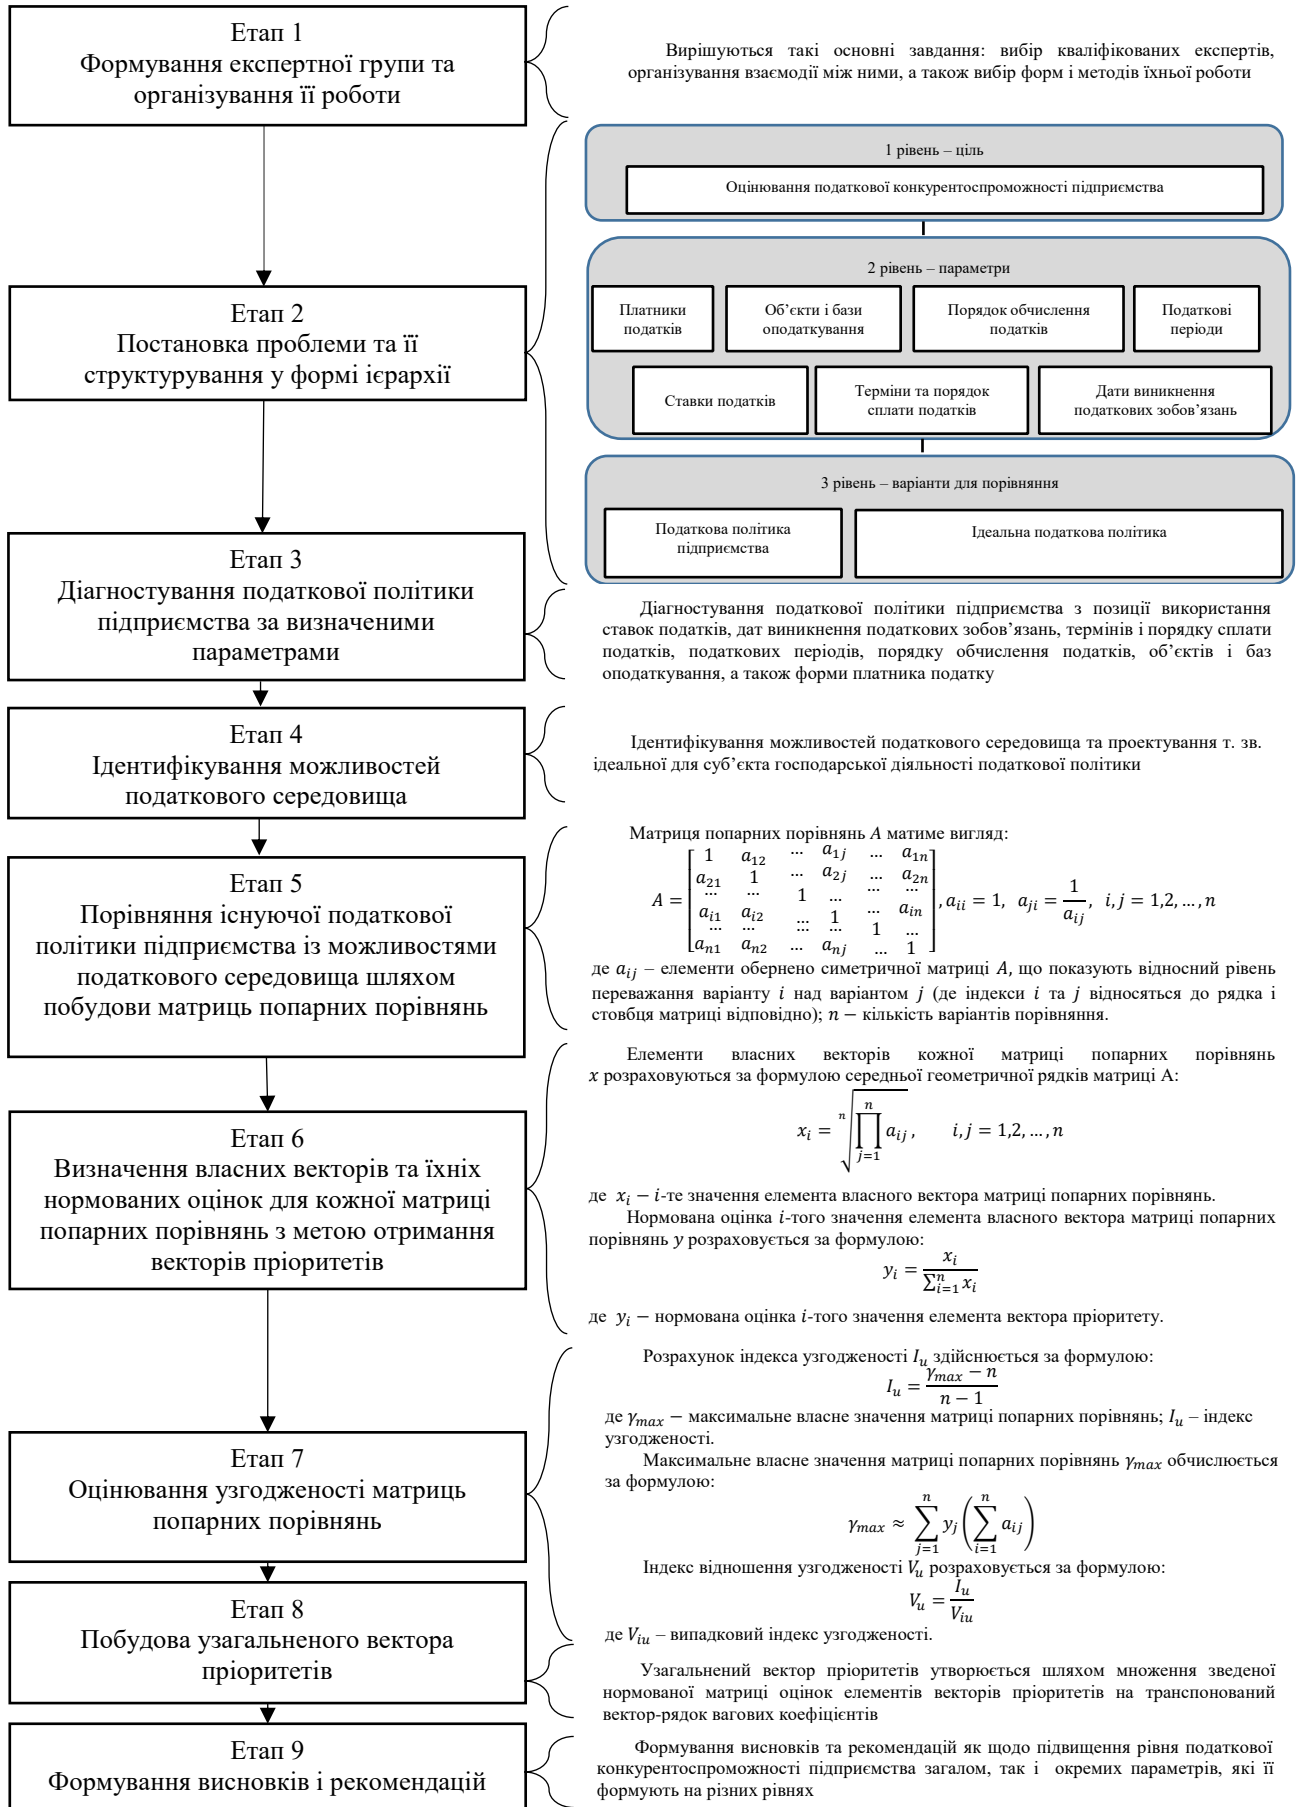 Етап 1
Формування експертної групи та
організування її роботи
Вирішуються такі основні завдання: вибір кваліфікованих експертів,
організування взаємодії між ними, а також вибір форм і методів їхньої роботи
Етап 2
Постановка проблеми та її
структурування у формі ієрархії
1 рівень – ціль
Оцінювання податкової конкурентоспроможності підприємства
2 рівень – параметри
Платники
податків
Об’єкти і бази
оподаткування
Порядок обчислення
податків
Податкові
періоди
Ставки податків
Терміни та порядок
сплати податків
Дати виникнення
податкових зобов’язань
3 рівень – варіанти для порівняння
Податкова політика
підприємства
Ідеальна податкова політика
Етап 3
Діагностування податкової політики
підприємства за визначеними
параметрами
Діагностування податкової політики підприємства з позиції використання
ставок податків, дат виникнення податкових зобов’язань, термінів і порядку сплати
податків, податкових періодів, порядку обчислення податків, об’єктів і баз
оподаткування, а також форми платника податку
Етап 4
Ідентифікування можливостей
податкового середовища
Ідентифікування можливостей податкового середовища та проектування т. зв.
ідеальної для суб’єкта господарської діяльності податкової політики
Етап 5
Порівняння існуючої податкової
політики підприємства із можливостями
податкового середовища шляхом
побудови матриць попарних порівнянь
Матриця попарних порівнянь A матиме вигляд:
1 a₁₂ ... a₁ⱼ ... a₁ₙ
a₂₁ 1 ... a₂ⱼ ... a₂ₙ
... ... 1 ... ... ...
A = [aᵢ₁ aᵢ₂ ... 1 ... aᵢₙ], aᵢᵢ = 1, aⱼᵢ = 1/aᵢⱼ, i, j = 1,2, ..., n
... ... ... ... 1 ...
aₙ₁ aₙ₂ ... aₙⱼ ... 1
де aᵢⱼ – елементи обернено симетричної матриці A, що показують відносний рівень
переважання варіанту i над варіантом j (де індекси i та j відносяться до рядка і
стовбця матриці відповідно); n − кількість варіантів порівняння.
Етап 6
Визначення власних векторів та їхніх
нормованих оцінок для кожної матриці
попарних порівнянь з метою отримання
векторів пріоритетів
Елементи власних векторів кожної матриці попарних порівнянь
x розраховуються за формулою середньої геометричної рядків матриці А:
xᵢ = ⁿ√(∏ⱼ₌₁ⁿ aᵢⱼ), i, j = 1,2, ..., n
де xᵢ − i-те значення елемента власного вектора матриці попарних порівнянь.
Нормована оцінка i-того значення елемента власного вектора матриці попарних
порівнянь y розраховується за формулою:
yᵢ = xᵢ / ∑ᵢ₌₁ⁿ xᵢ
де yᵢ − нормована оцінка i-того значення елемента вектора пріоритету.
Етап 7
Оцінювання узгодженості матриць
попарних порівнянь
Розрахунок індекса узгодженості I_u здійснюється за формулою:
I_u = (γ_max − n) / (n − 1)
де γ_max − максимальне власне значення матриці попарних порівнянь; I_u – індекс
узгодженості.
Максимальне власне значення матриці попарних порівнянь γ_max обчислюється
за формулою:
γ_max ≈ ∑ⱼ₌₁ⁿ yⱼ (∑ᵢ₌₁ⁿ aᵢⱼ)
Індекс відношення узгодженості V_u розраховується за формулою:
V_u = I_u / V_iu
де V_iu – випадковий індекс узгодженості.
Етап 8
Побудова узагальненого вектора
пріоритетів
Узагальнений вектор пріоритетів утворюється шляхом множення зведеної
нормованої матриці оцінок елементів векторів пріоритетів на транспонований
вектор-рядок вагових коефіцієнтів
Етап 9
Формування висновків і рекомендацій
Формування висновків та рекомендацій як щодо підвищення рівня податкової
конкурентоспроможності підприємства загалом, так і окремих параметрів, які її
формують на різних рівнях